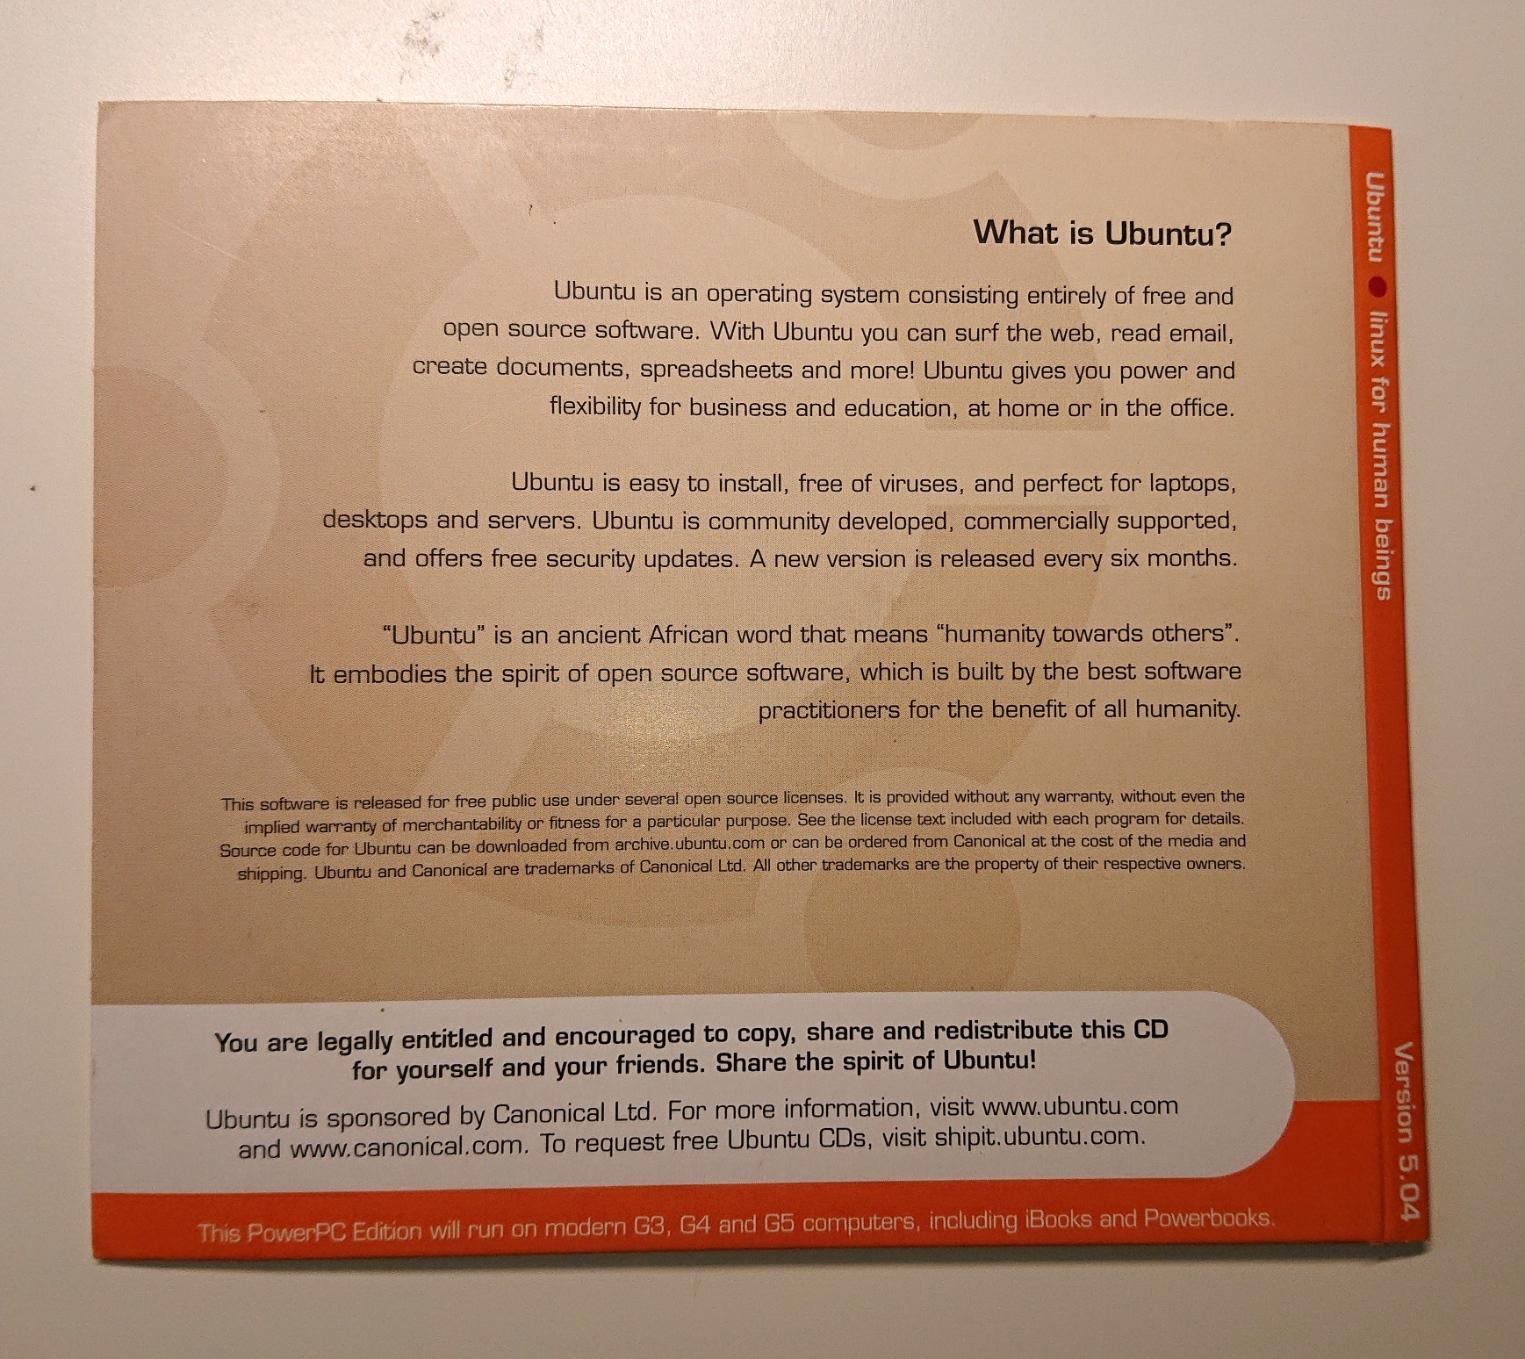 What is Ubuntu?
Ubuntu is an operating system consisting entirely of free and
open source software. With Ubuntu you can surf the web, read email,
create documents, spreadsheets and more! Ubuntu gives you power and
flexibility for business and education, at home or in the office.
Ubuntu is easy to install, free of viruses, and perfect for laptops,
desktops and servers. Ubuntu is community developed, commercially supported,
and offers free security updates. A new version is released every six months.
“Ubuntu” is an ancient African word that means “humanity towards others”.
It embodies the spirit of open source software, which is built by the best software
practitioners for the benefit of all humanity.
This software is released for free public use under several open source licenses. It is provided without any warranty, without even the
implied warranty of merchantability or fitness for a particular purpose. See the license text included with each program for details.
Source code for Ubuntu can be downloaded from archive.ubuntu.com or can be ordered from Canonical at the cost of the media and
shipping. Ubuntu and Canonical are trademarks of Canonical Ltd. All other trademarks are the property of their respective owners.
You are legally entitled and encouraged to copy, share and redistribute this CD
for yourself and your friends. Share the spirit of Ubuntu!
Ubuntu is sponsored by Canonical Ltd. For more information, visit www.ubuntu.com
and www.canonical.com. To request free Ubuntu CDs, visit shipit.ubuntu.com.
This PowerPC Edition will run on modern G3, G4 and G5 computers, including iBooks and Powerbooks.
Ubuntu ● linux for human beings
Version 5.04